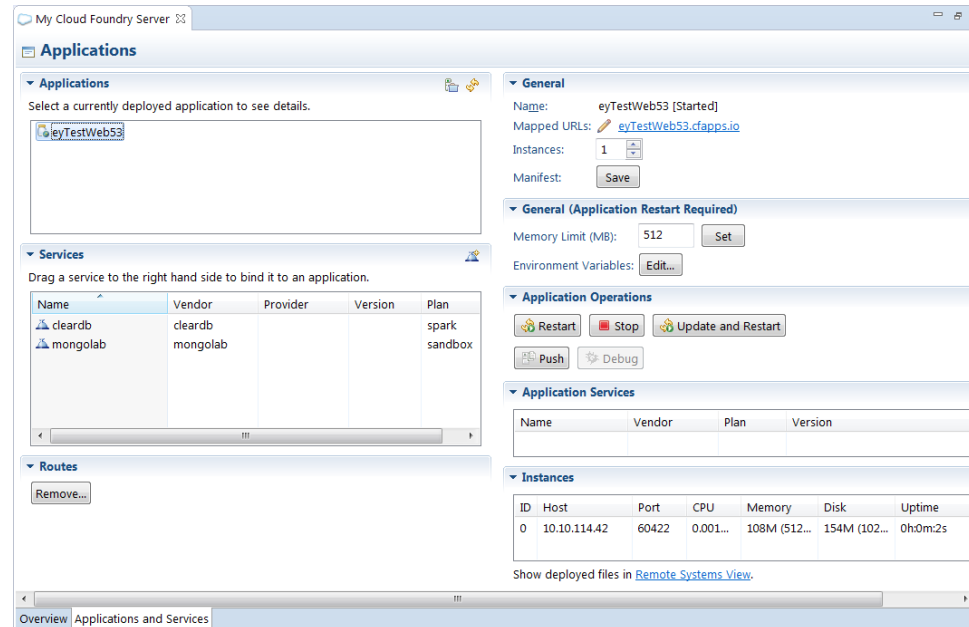 My Cloud Foundry Server
Applications
Applications
Select a currently deployed application to see details.
eyTestWeb53
Services
Drag a service to the right hand side to bind it to an application.
Name Vendor Provider Version Plan
cleardb cleardb spark
mongolab mongolab sandbox
Routes
Remove...
General
Name: eyTestWeb53 [Started]
Mapped URLs: eyTestWeb53.cfapps.io
Instances: 1
Manifest: Save
General (Application Restart Required)
Memory Limit (MB): 512 Set
Environment Variables: Edit...
Application Operations
Restart Stop Update and Restart
Push Debug
Application Services
Name Vendor Plan Version
Instances
ID Host Port CPU Memory Disk Uptime
0 10.10.114.42 60422 0.001... 108M (512... 154M (102... 0h:0m:2s
Show deployed files in Remote Systems View.
Overview Applications and Services